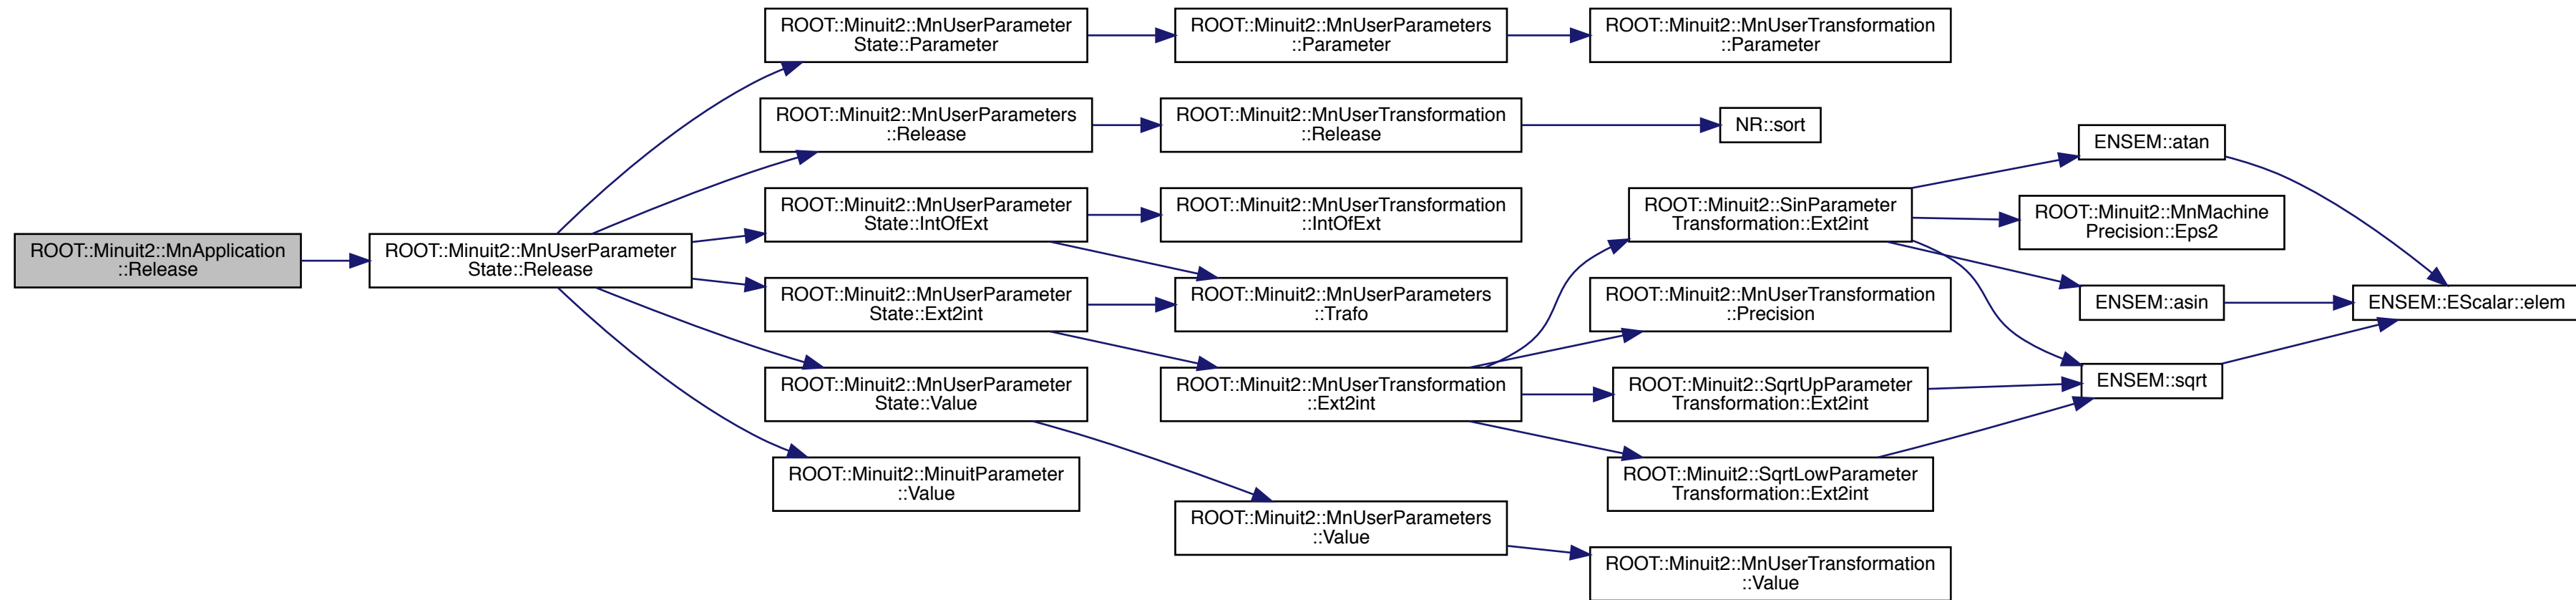 ROOT::Minuit2::MnApplication
::Release
ROOT::Minuit2::MnUserParameter
State::Release
ROOT::Minuit2::MnUserParameter
State::Parameter
ROOT::Minuit2::MnUserParameters
::Parameter
ROOT::Minuit2::MnUserTransformation
::Parameter
ROOT::Minuit2::MnUserParameters
::Release
ROOT::Minuit2::MnUserTransformation
::Release
NR::sort
ROOT::Minuit2::MnUserParameter
State::IntOfExt
ROOT::Minuit2::MnUserTransformation
::IntOfExt
ROOT::Minuit2::MnUserParameter
State::Ext2int
ROOT::Minuit2::MnUserParameters
::Trafo
ROOT::Minuit2::MnUserTransformation
::Ext2int
ROOT::Minuit2::SinParameter
Transformation::Ext2int
ROOT::Minuit2::MnUserTransformation
::Precision
ROOT::Minuit2::SqrtUpParameter
Transformation::Ext2int
ROOT::Minuit2::SqrtLowParameter
Transformation::Ext2int
ENSEM::atan
ROOT::Minuit2::MnMachine
Precision::Eps2
ENSEM::asin
ENSEM::sqrt
ENSEM::EScalar::elem
ROOT::Minuit2::MnUserParameter
State::Value
ROOT::Minuit2::MinuitParameter
::Value
ROOT::Minuit2::MnUserParameters
::Value
ROOT::Minuit2::MnUserTransformation
::Value